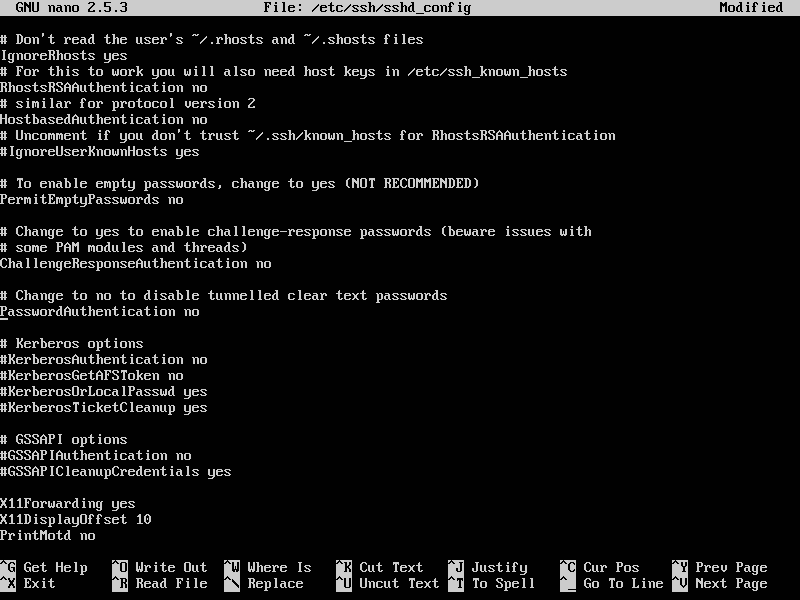 GNU nano 2.5.3 File: /etc/ssh/sshd_config Modified
# Don't read the user's ~/.rhosts and ~/.shosts files
IgnoreRhosts yes
# For this to work you will also need host keys in /etc/ssh_known_hosts
RhostsRSAAuthentication no
# similar for protocol version 2
HostbasedAuthentication no
# Uncomment if you don't trust ~/.ssh/known_hosts for RhostsRSAAuthentication
#IgnoreUserKnownHosts yes
# To enable empty passwords, change to yes (NOT RECOMMENDED)
PermitEmptyPasswords no
# Change to yes to enable challenge-response passwords (beware issues with
# some PAM modules and threads)
ChallengeResponseAuthentication no
# Change to no to disable tunnelled clear text passwords
PasswordAuthentication no
# Kerberos options
#KerberosAuthentication no
#KerberosGetAFSToken no
#KerberosOrLocalPasswd yes
#KerberosTicketCleanup yes
# GSSAPI options
#GSSAPIAuthentication no
#GSSAPICleanupCredentials yes
X11Forwarding yes
X11DisplayOffset 10
PrintMotd no
^G Get Help ^O Write Out ^W Where Is ^K Cut Text ^J Justify ^C Cur Pos ^Y Prev Page
^X Exit ^R Read File ^\ Replace ^U Uncut Text ^T To Spell ^_ Go To Line ^V Next Page